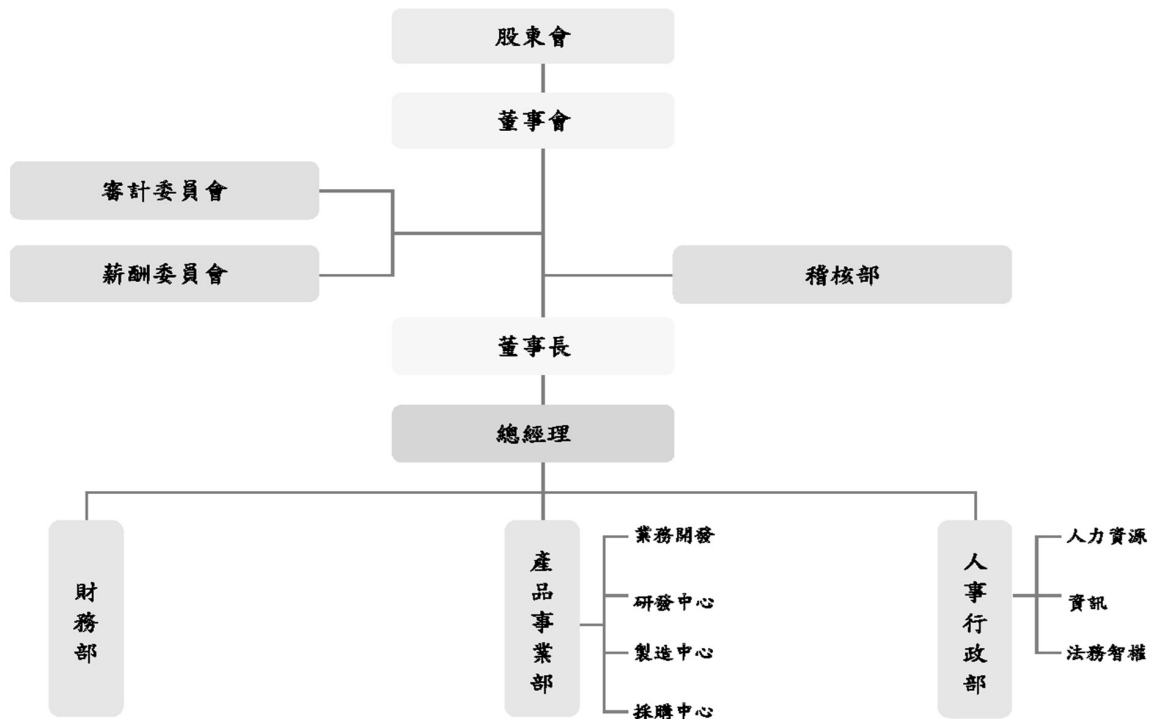 股東會
董事會
審計委員會
薪酬委員會
稽核部
董事長
總經理
財務部
產品事業部
業務開發
研發中心
製造中心
採購中心
人事行政部
人力資源
資訊
法務智權